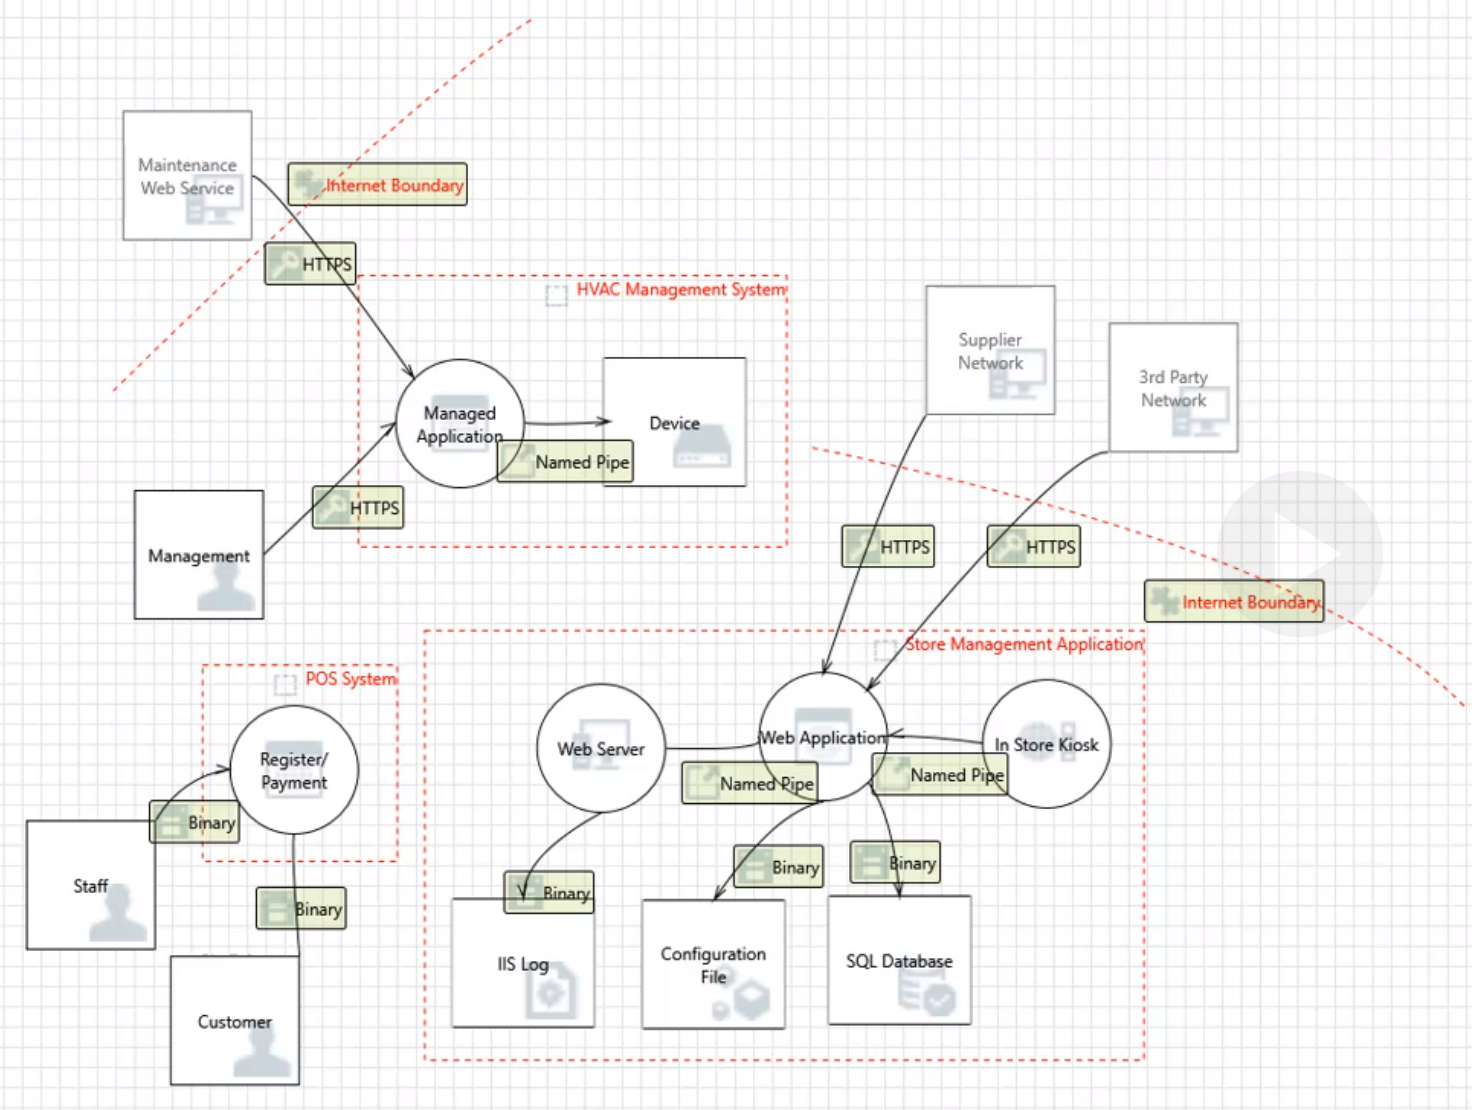 Maintenance
Web Service
Internet Boundary
HTTPS
HVAC Management System
Managed
Application
Device
Named Pipe
HTTPS
Management
Supplier
Network
3rd Party
Network
HTTPS
HTTPS
Internet Boundary
POS System
Register/
Payment
Binary
Staff
Binary
Customer
Store Management Application
Web Server
Web Application
In Store Kiosk
Named Pipe
Named Pipe
Binary
Binary
Binary
IIS Log
Configuration
File
SQL Database